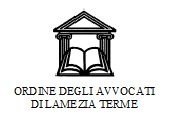 ORDINE DEGLI AVVOCATI
DI LAMEZIA TERME